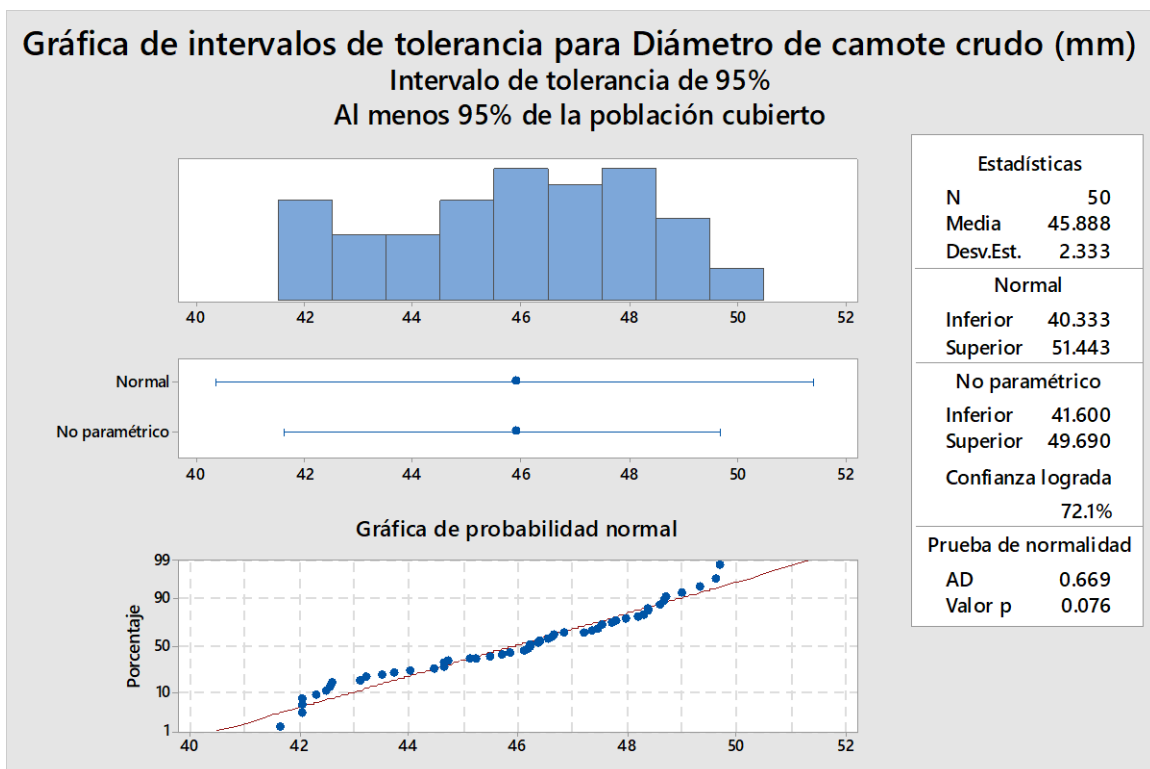 Gráfica de intervalos de tolerancia para Diámetro de camote crudo (mm)
Intervalo de tolerancia de 95%
Al menos 95% de la población cubierto
40 42 44 46 48 50 52
Normal
No paramétrico
40 42 44 46 48 50 52
Gráfica de probabilidad normal
Porcentaje
99
90
50
10
1
40 42 44 46 48 50 52
Estadísticas
N 50
Media 45.888
Desv.Est. 2.333
Normal
Inferior 40.333
Superior 51.443
No paramétrico
Inferior 41.600
Superior 49.690
Confianza lograda
72.1%
Prueba de normalidad
AD 0.669
Valor p 0.076